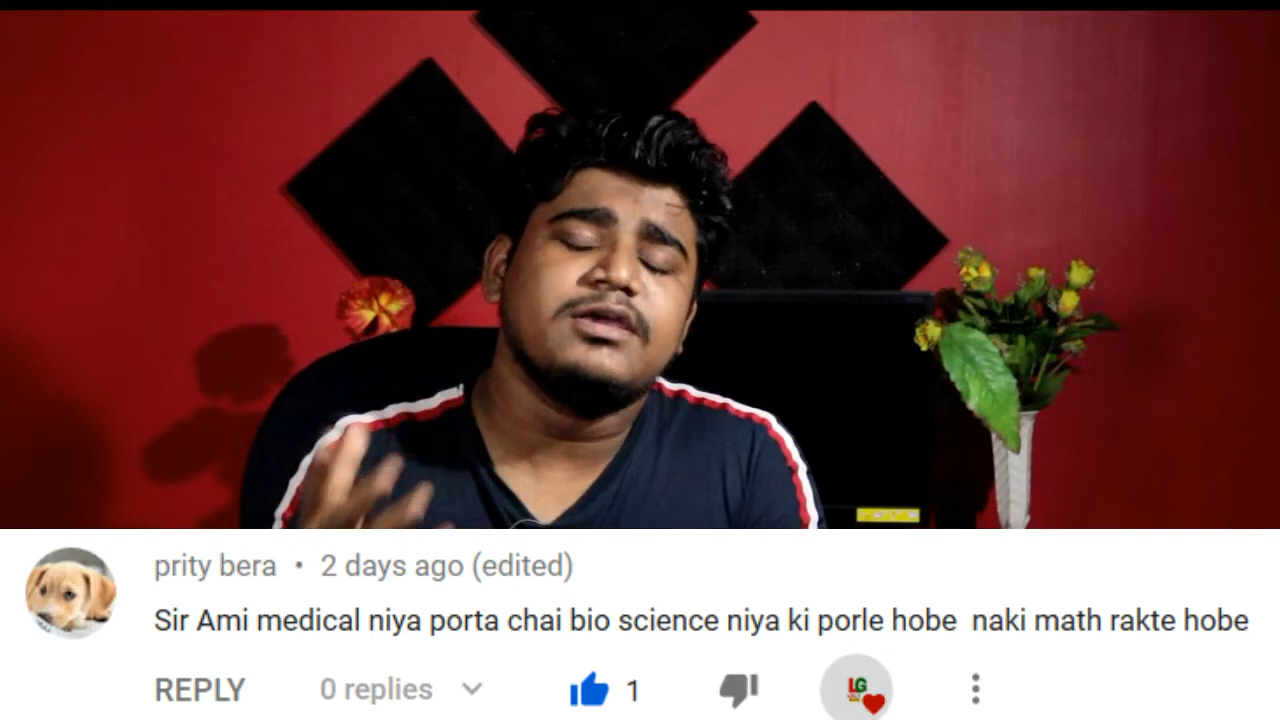 prity bera • 2 days ago (edited)
Sir Ami medical niya porta chai bio science niya ki porle hobe naki math rakte hobe
REPLY 0 replies 1
LG